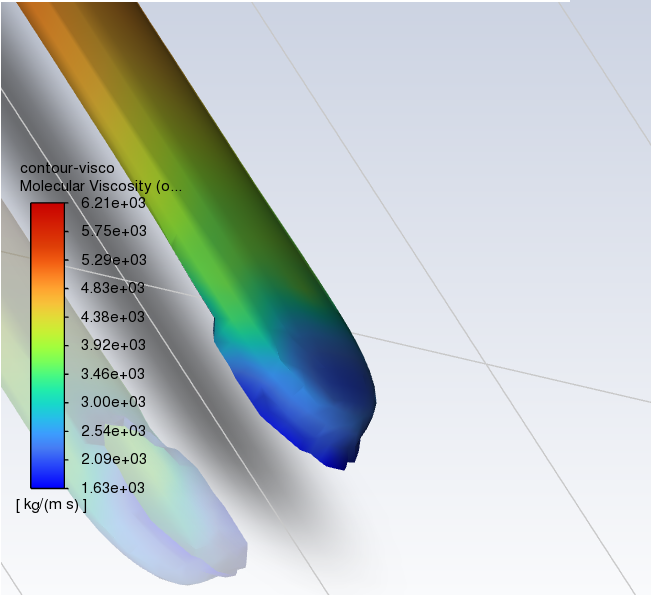 contour-visco
Molecular Viscosity (o...
6.21e+03
5.75e+03
5.29e+03
4.83e+03
4.38e+03
3.92e+03
3.46e+03
3.00e+03
2.54e+03
2.09e+03
1.63e+03
[ kg/(m s) ]